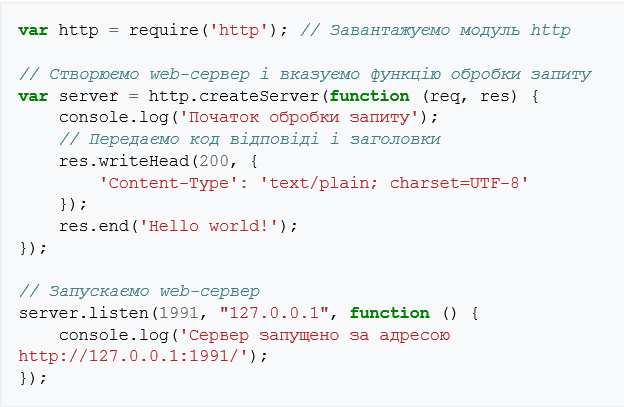 var http = require('http'); // Завантажуємо модуль http
// Створюємо web-сервер і вказуємо функцію обробки запиту
var server = http.createServer(function (req, res) {
console.log('Початок обробки запиту');
// Передаємо код відповіді і заголовки
res.writeHead(200, {
'Content-Type': 'text/plain; charset=UTF-8'
});
res.end('Hello world!');
});
// Запускаємо web-сервер
server.listen(1991, "127.0.0.1", function () {
console.log('Сервер запущено за адресою
http://127.0.0.1:1991/');
});